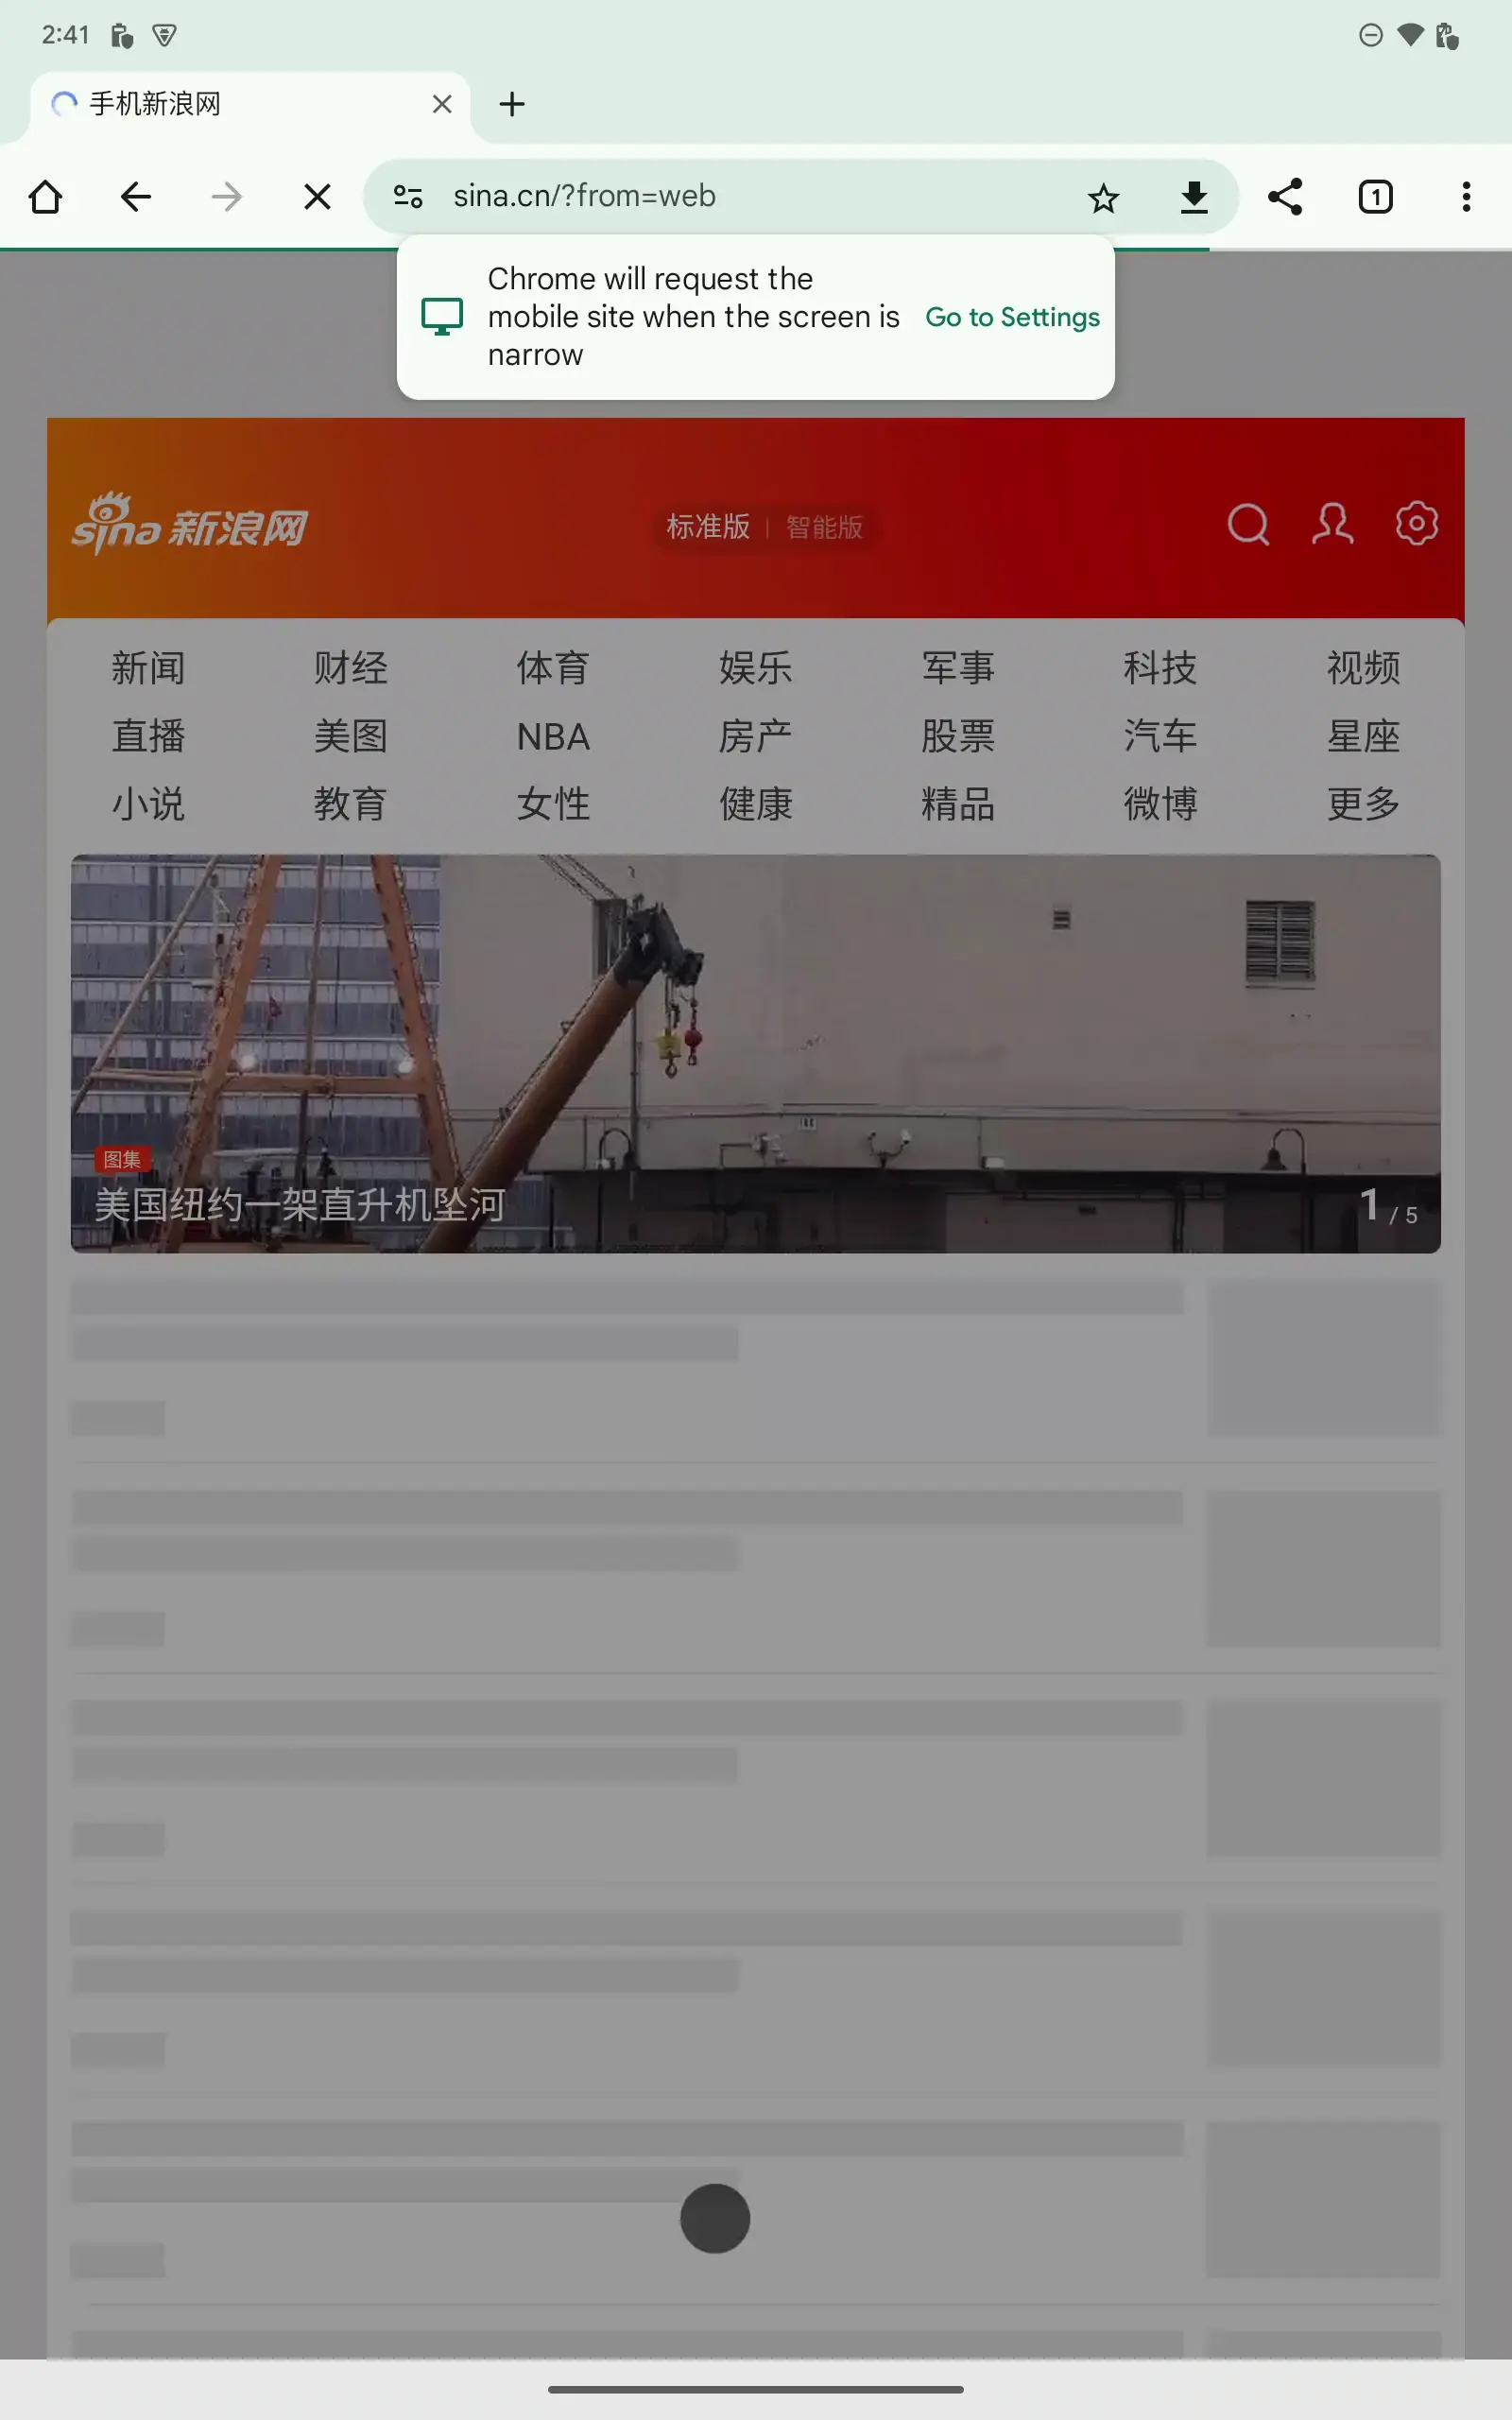 2:41
手机新浪网
sina.cn/?from=web
1
Chrome will request the
mobile site when the screen is
narrow
Go to Settings
sina 新浪网
标准版 | 智能版
新闻 财经 体育 娱乐 军事 科技 视频
直播 美图 NBA 房产 股票 汽车 星座
小说 教育 女性 健康 精品 微博 更多
图集
美国纽约一架直升机坠河
1 / 5